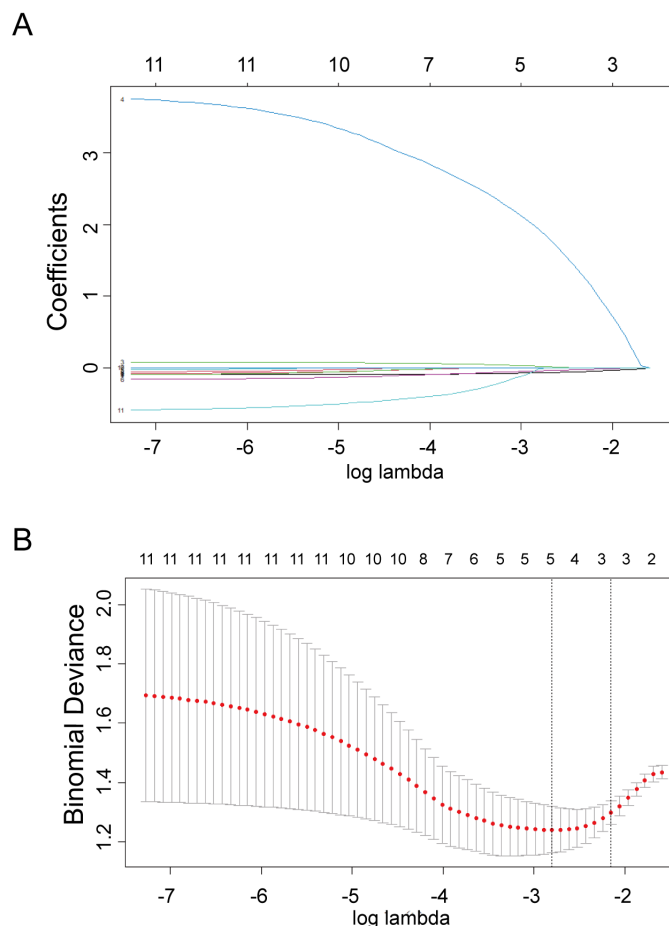 A
11 11 10 7 5 3
4
3
2
1
0
Coefficients
4
3
11
-7 -6 -5 -4 -3 -2
log lambda
B
11 11 11 11 11 11 11 10 10 10 8 7 6 5 5 5 4 3 3 2
2.0
1.8
1.6
1.4
1.2
Binomial Deviance
-7 -6 -5 -4 -3 -2
log lambda